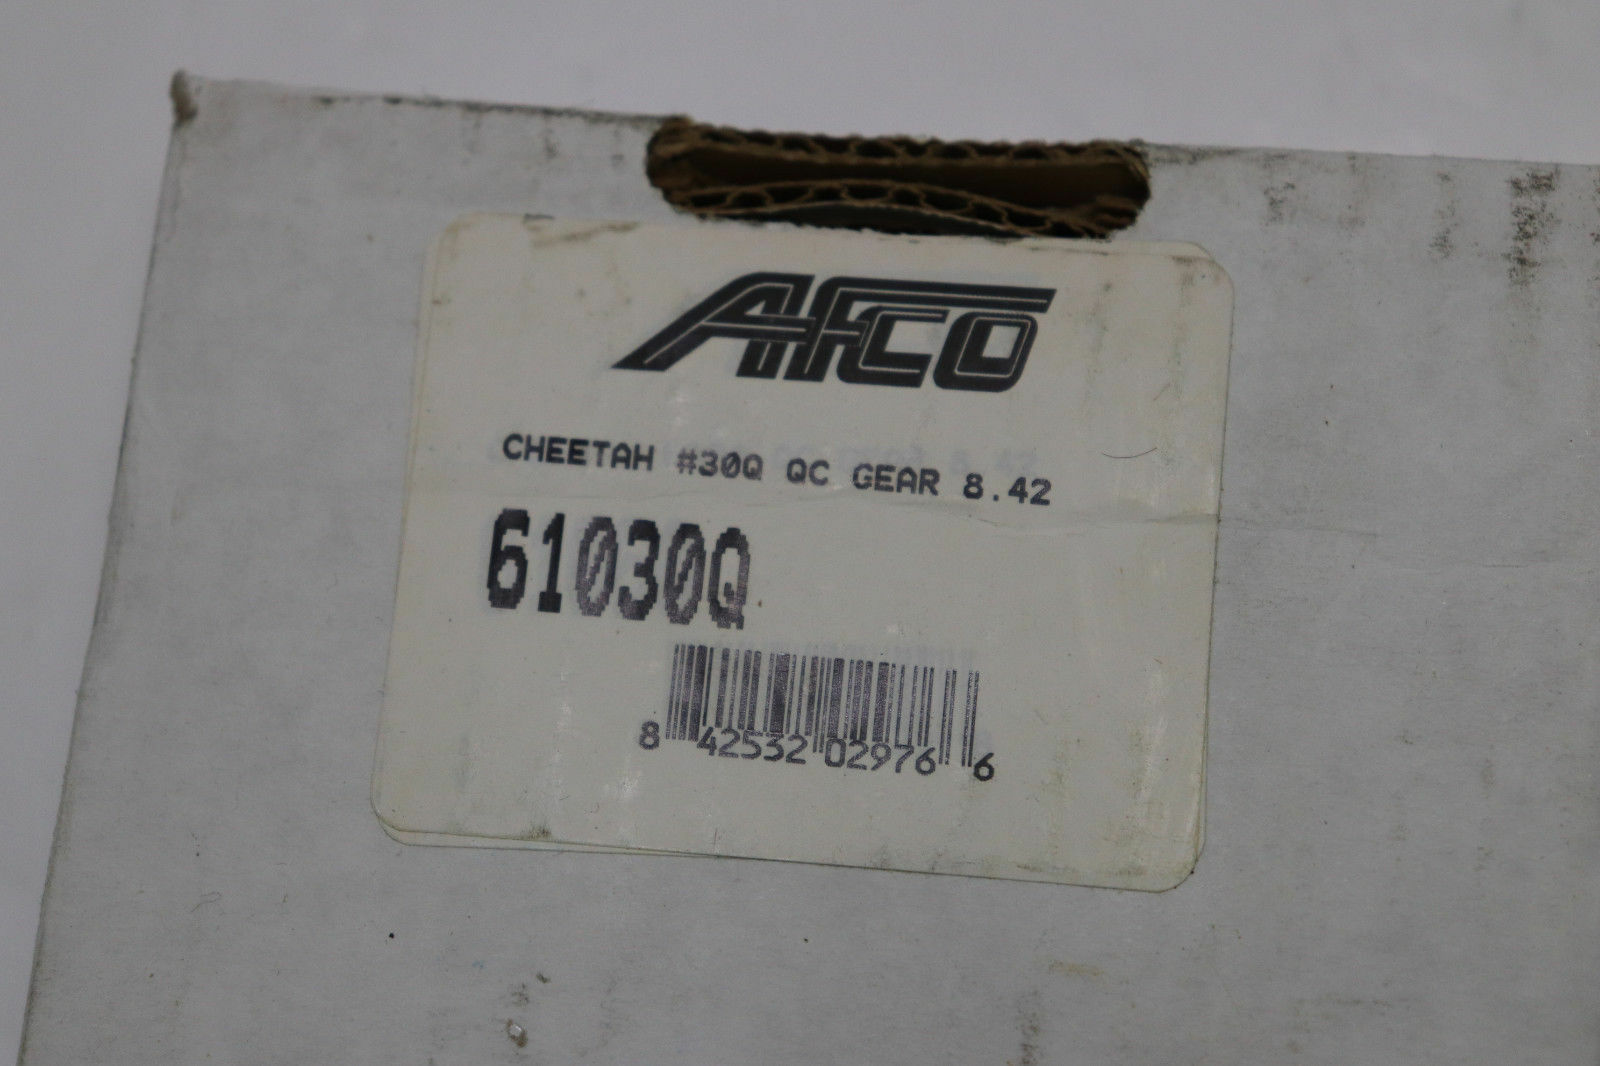 AFCO
CHEETAH #30Q QC GEAR 8.42
61030Q
8 42532 02976 6